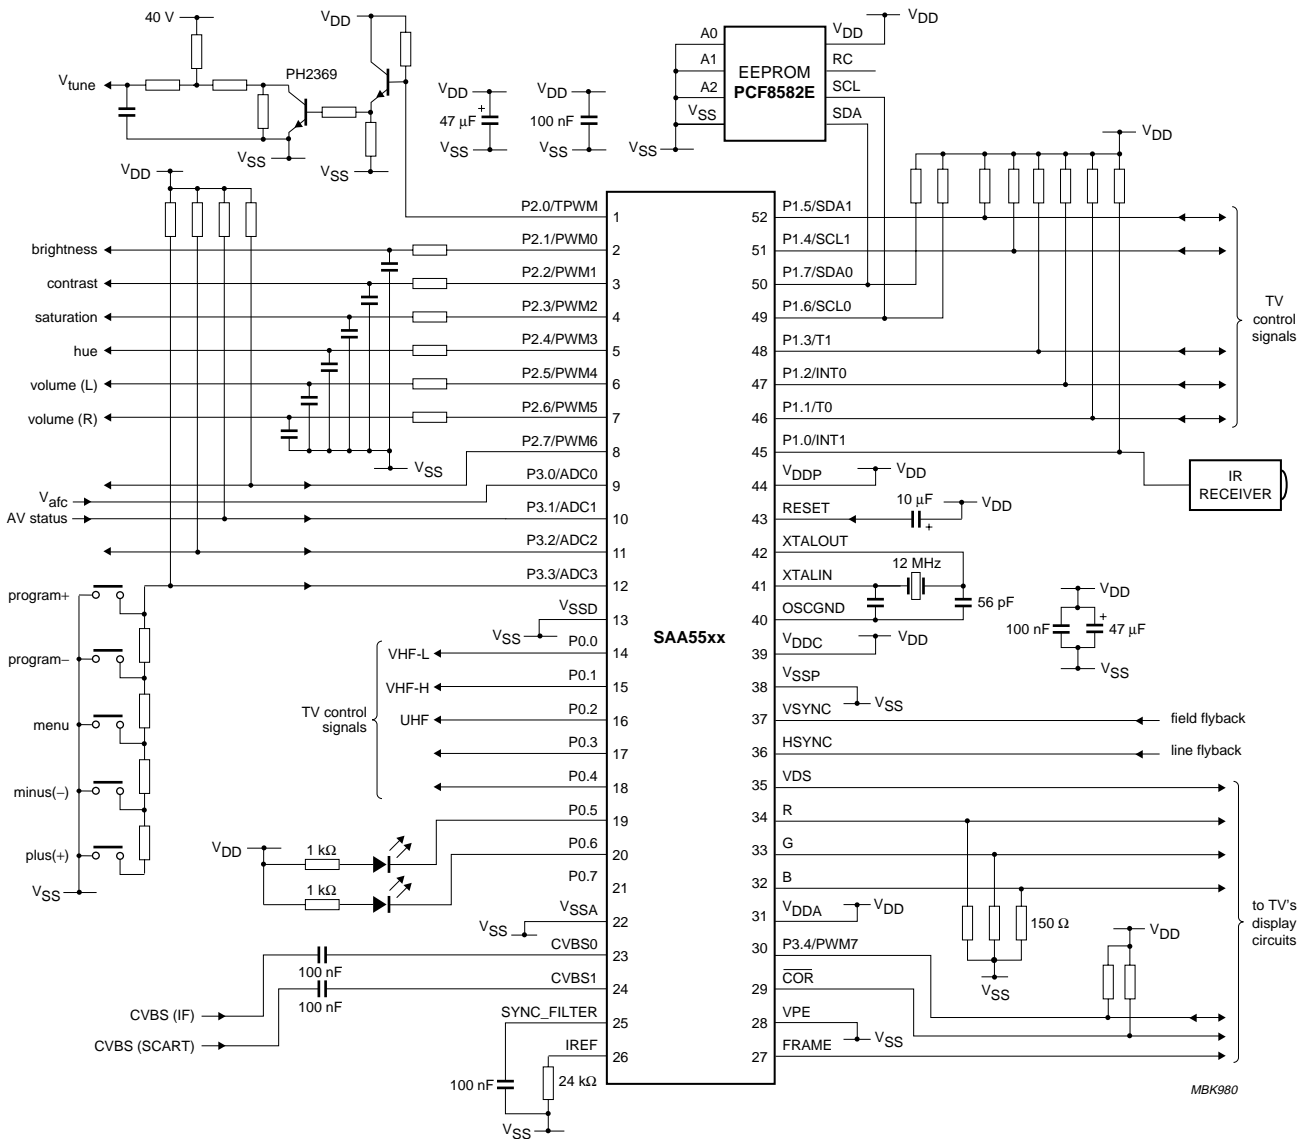 40 V
VDD
Vtune
PH2369
VSS
VSS
VDD
47 μF
+
VSS
VDD
100 nF
VSS
A0
A1
A2
VSS
VSS
EEPROM
PCF8582E
VDD
RC
SCL
SDA
VDD
VDD
VDD
brightness
contrast
saturation
hue
volume (L)
volume (R)
VSS
Vafc
AV status
program+
program−
menu
minus(−)
plus(+)
VSS
P2.0/TPWM 1
P2.1/PWM0 2
P2.2/PWM1 3
P2.3/PWM2 4
P2.4/PWM3 5
P2.5/PWM4 6
P2.6/PWM5 7
P2.7/PWM6 8
P3.0/ADC0 9
P3.1/ADC1 10
P3.2/ADC2 11
P3.3/ADC3 12
VSSD 13
VSS
P0.0 14
P0.1 15
P0.2 16
P0.3 17
P0.4 18
P0.5 19
P0.6 20
P0.7 21
VSSA 22
VSS
CVBS0 23
CVBS1 24
SYNC_FILTER 25
IREF 26
VHF-L
VHF-H
UHF
TV control
signals
VDD
1 kΩ
1 kΩ
100 nF
100 nF
CVBS (IF)
CVBS (SCART)
100 nF
24 kΩ
VSS
SAA55xx
52 P1.5/SDA1
51 P1.4/SCL1
50 P1.7/SDA0
49 P1.6/SCL0
48 P1.3/T1
47 P1.2/INT0
46 P1.1/T0
45 P1.0/INT1
44 VDDP
VDD
43 RESET
10 μF
+
VDD
42 XTALOUT
41 XTALIN
12 MHz
40 OSCGND
56 pF
39 VDDC
VDD
38 VSSP
VSS
37 VSYNC
36 HSYNC
35 VDS
34 R
33 G
32 B
31 VDDA
VDD
30 P3.4/PWM7
29 COR
28 VPE
VSS
27 FRAME
TV
control
signals
IR
RECEIVER
VDD
100 nF
+
47 μF
VSS
field flyback
line flyback
150 Ω
VSS
VDD
to TV's
display
circuits
MBK980